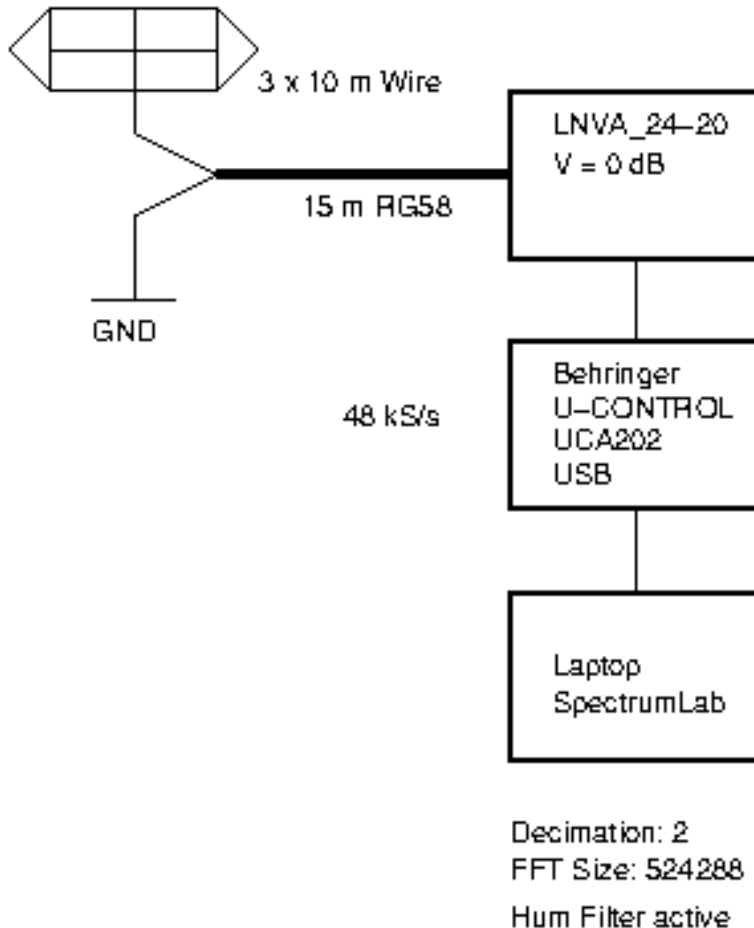 3 x 10 m Wire
LNVA_24-20
V = 0 dB
15 m RG58
GND
48 kS/s
Behringer
U-CONTROL
UCA202
USB
Laptop
SpectrumLab
Decimation: 2
FFT Size: 524288
Hum Filter active